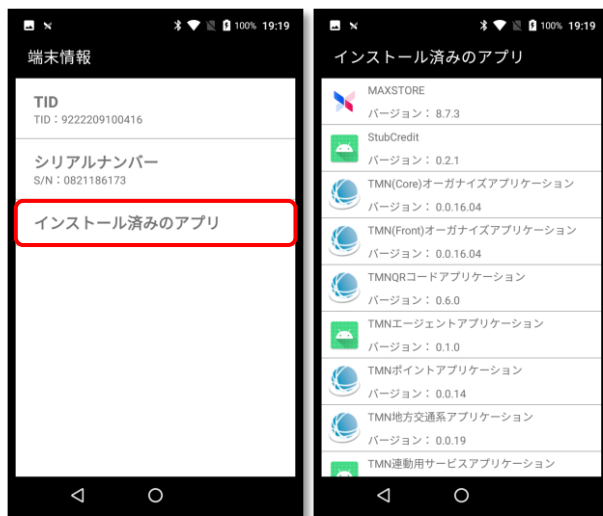 100% 19:19
端末情報
TID
TID：9222209100416
シリアルナンバー
S/N：0821186173
インストール済みのアプリ
100% 19:19
インストール済みのアプリ
MAXSTORE
バージョン： 8.7.3
StubCredit
バージョン： 0.2.1
TMN(Core)オーガナイズアプリケーション
バージョン： 0.0.16.04
TMN(Front)オーガナイズアプリケーション
バージョン： 0.0.16.04
TMNQRコードアプリケーション
バージョン： 0.6.0
TMNエージェントアプリケーション
バージョン： 0.1.0
TMNポイントアプリケーション
バージョン： 0.0.14
TMN地方交通系アプリケーション
バージョン： 0.0.19
TMN連動用サービスアプリケーション